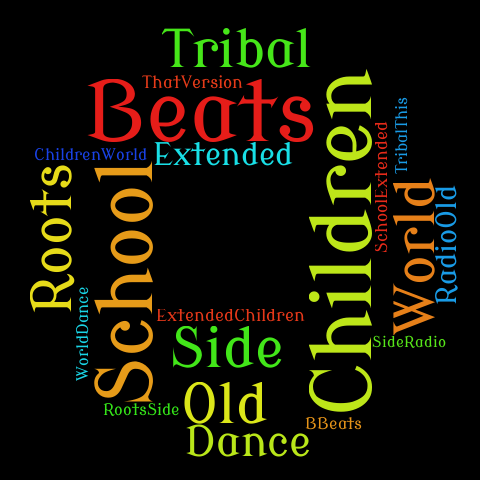 Tribal
ThatVersion
Beats
ChildrenWorld
Extended
Children
TribalThis
SchoolExtended
School
Roots
World
RadioOld
WorldDance
ExtendedChildren
Side
SideRadio
RootsSide
Old
BBeats
Dance